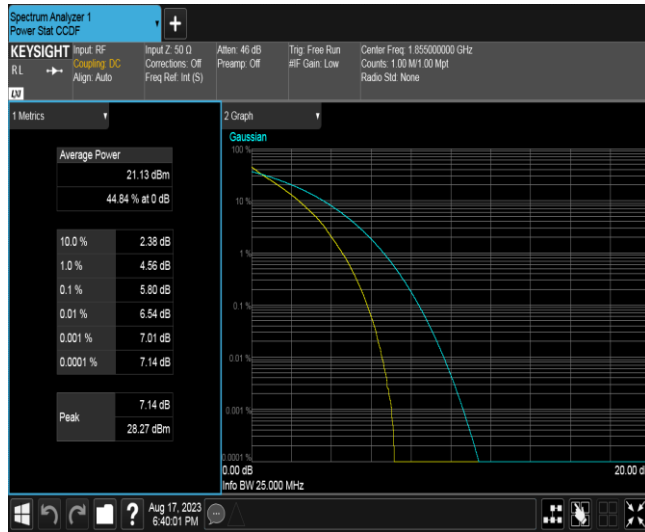 Spectrum Analyzer 1
Power Stat CCDF
+
KEYSIGHT
RL
Input: RF
Coupling: DC
Align: Auto
Input Z: 50 Ω
Corrections: Off
Freq Ref: Int (S)
Atten: 46 dB
Preamp: Off
Trig: Free Run
#IF Gain: Low
Center Freq: 1.855000000 GHz
Counts: 1.00 M/1.00 Mpt
Radio Std: None
1 Metrics
Average Power
21.13 dBm
44.84 % at 0 dB
10.0 % 2.38 dB
1.0 % 4.56 dB
0.1 % 5.80 dB
0.01 % 6.54 dB
0.001 % 7.01 dB
0.0001 % 7.14 dB
Peak 7.14 dB
28.27 dBm
2 Graph
Gaussian
100 %
10 %
1 %
0.1 %
0.01 %
0.001 %
0.0001 %
0.00 dB 20.00 d
Info BW 25.000 MHz
?
Aug 17, 2023
6:40:01 PM